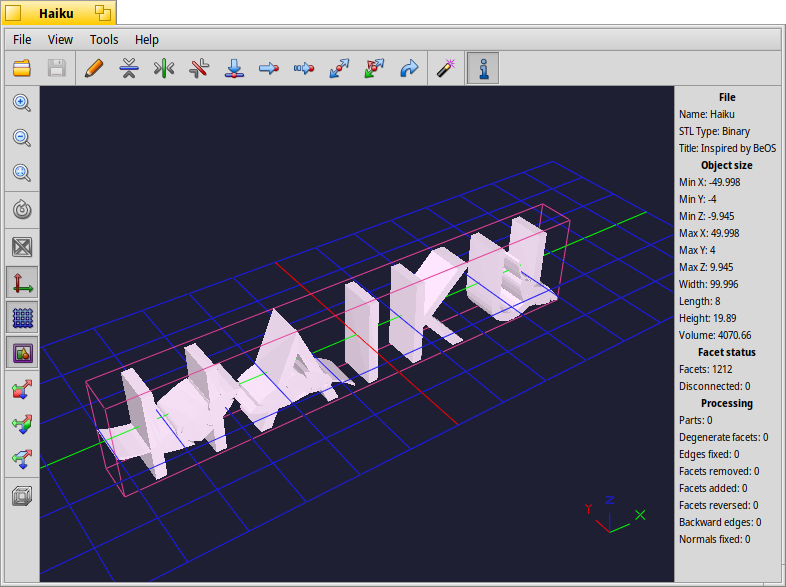 Haiku
File View Tools Help
HAIKU
Y Z X
File
Name: Haiku
STL Type: Binary
Title: Inspired by BeOS
Object size
Min X: -49.998
Min Y: -4
Min Z: -9.945
Max X: 49.998
Max Y: 4
Max Z: 9.945
Width: 99.996
Length: 8
Height: 19.89
Volume: 4070.66
Facet status
Facets: 1212
Disconnected: 0
Processing
Parts: 0
Degenerate facets: 0
Edges fixed: 0
Facets removed: 0
Facets added: 0
Facets reversed: 0
Backward edges: 0
Normals fixed: 0